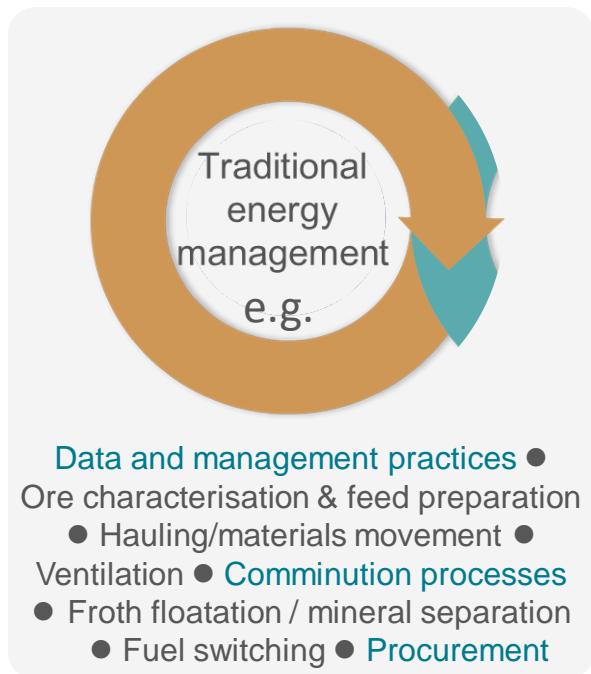 Traditional
energy
management
e.g.
Data and management practices ●
Ore characterisation & feed preparation
● Hauling/materials movement ●
Ventilation ● Comminution processes
● Froth floatation / mineral separation
● Fuel switching ● Procurement